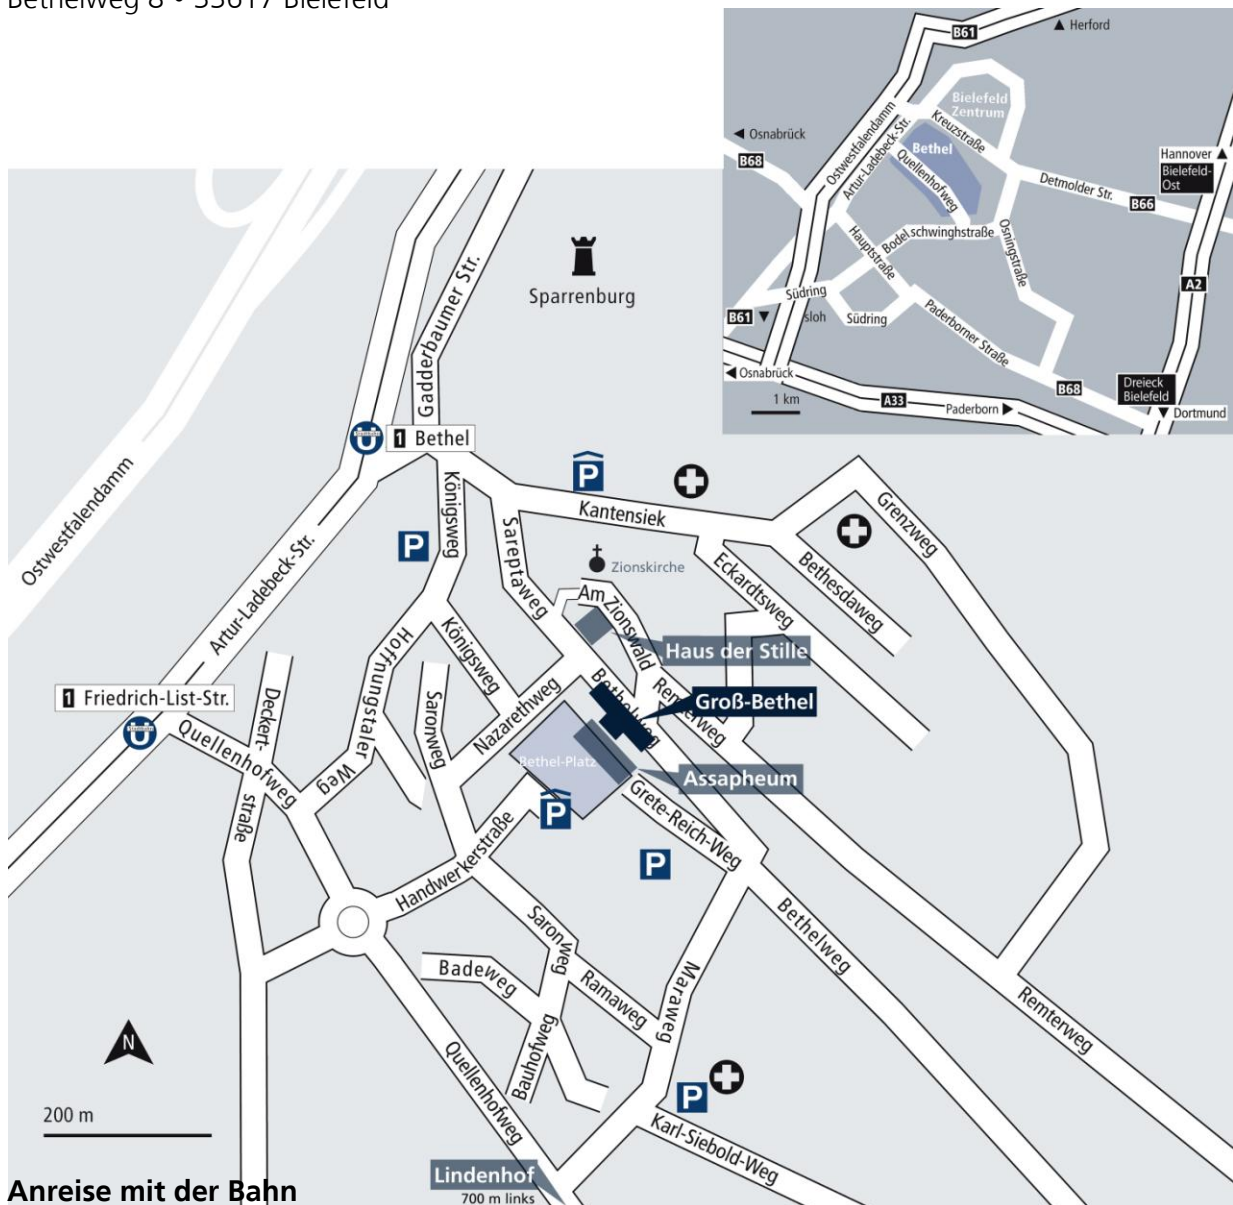 Bethelweg 8 • 33617 Bielefeld
B61
Herford
Bielefeld
Zentrum
Ostwestfalendamm
Artur-Ladebeck-Str.
Kreuzstraße
Osnabrück
B68
Bethel
Quellenhofweg
Hannover
Bielefeld-
Ost
Detmolder Str.
B66
Hauptstraße
Bodel
schwinghstraße
Osningstraße
A2
Südring
B61
sloh
Südring
Paderborner Straße
Osnabrück
B68
Dreieck
Bielefeld
1 km
A33
Paderborn
Dortmund
Sparrenburg
Gadderbaumer Str.
1 Bethel
Ostwestfalendamm
Artur-Ladebeck-Str.
Königsweg
P
P
Kantensiek
Grenzweg
Sareptaweg
Zionskirche
Eckardtsweg
Bethesdaweg
Am Zionswald
Hoffnungstaler Weg
Königsweg
Haus der Stille
1 Friedrich-List-Str.
Deckert-
straße
Saronweg
Nazarethweg
Bethelweg
Remterweg
Groß-Bethel
Quellenhofweg
Bethel-Platz
Assapheum
P
Grete-Reich-Weg
P
Handwerkerstraße
Saronweg
Bethelweg
Badeweg
Ramaweg
Maraweg
Remterweg
N
Bauhofweg
Quellenhofweg
P
200 m
Karl-Siebold-Weg
Lindenhof
700 m links
Anreise mit der Bahn